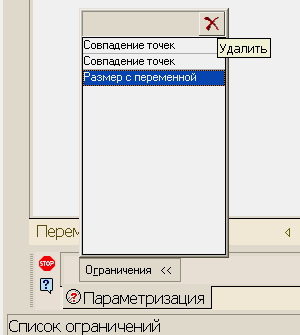 Удалить
Совпадение точек
Совпадение точек
Размер с переменной
Перем
STOP
Ограничения <<
Параметризация
Список ограничений